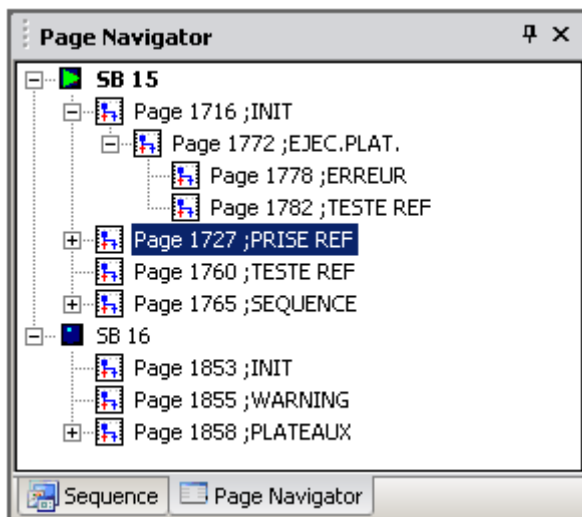 Page Navigator
SB 15
Page 1716 ;INIT
Page 1772 ;EJEC.PLAT.
Page 1778 ;ERREUR
Page 1782 ;TESTE REF
Page 1727 ;PRISE REF
Page 1760 ;TESTE REF
Page 1765 ;SEQUENCE
SB 16
Page 1853 ;INIT
Page 1855 ;WARNING
Page 1858 ;PLATEAUX
Sequence Page Navigator